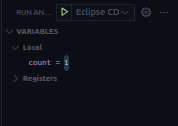 RUN AN... Eclipse CD
VARIABLES
Local
count = 1
Registers